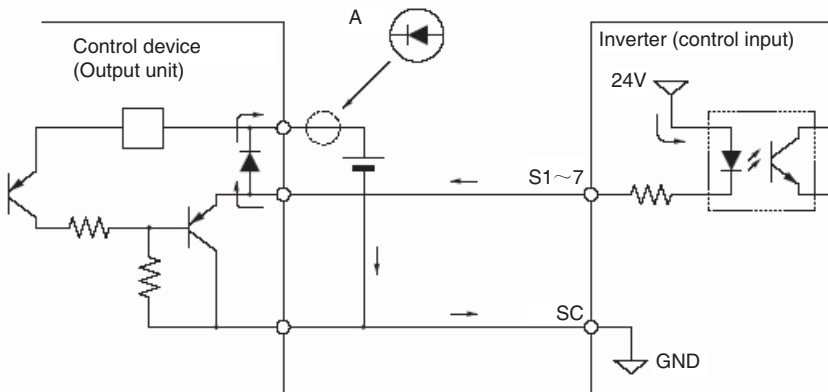 A
Control device
(Output unit)
Inverter (control input)
24V
S1～7
SC
GND